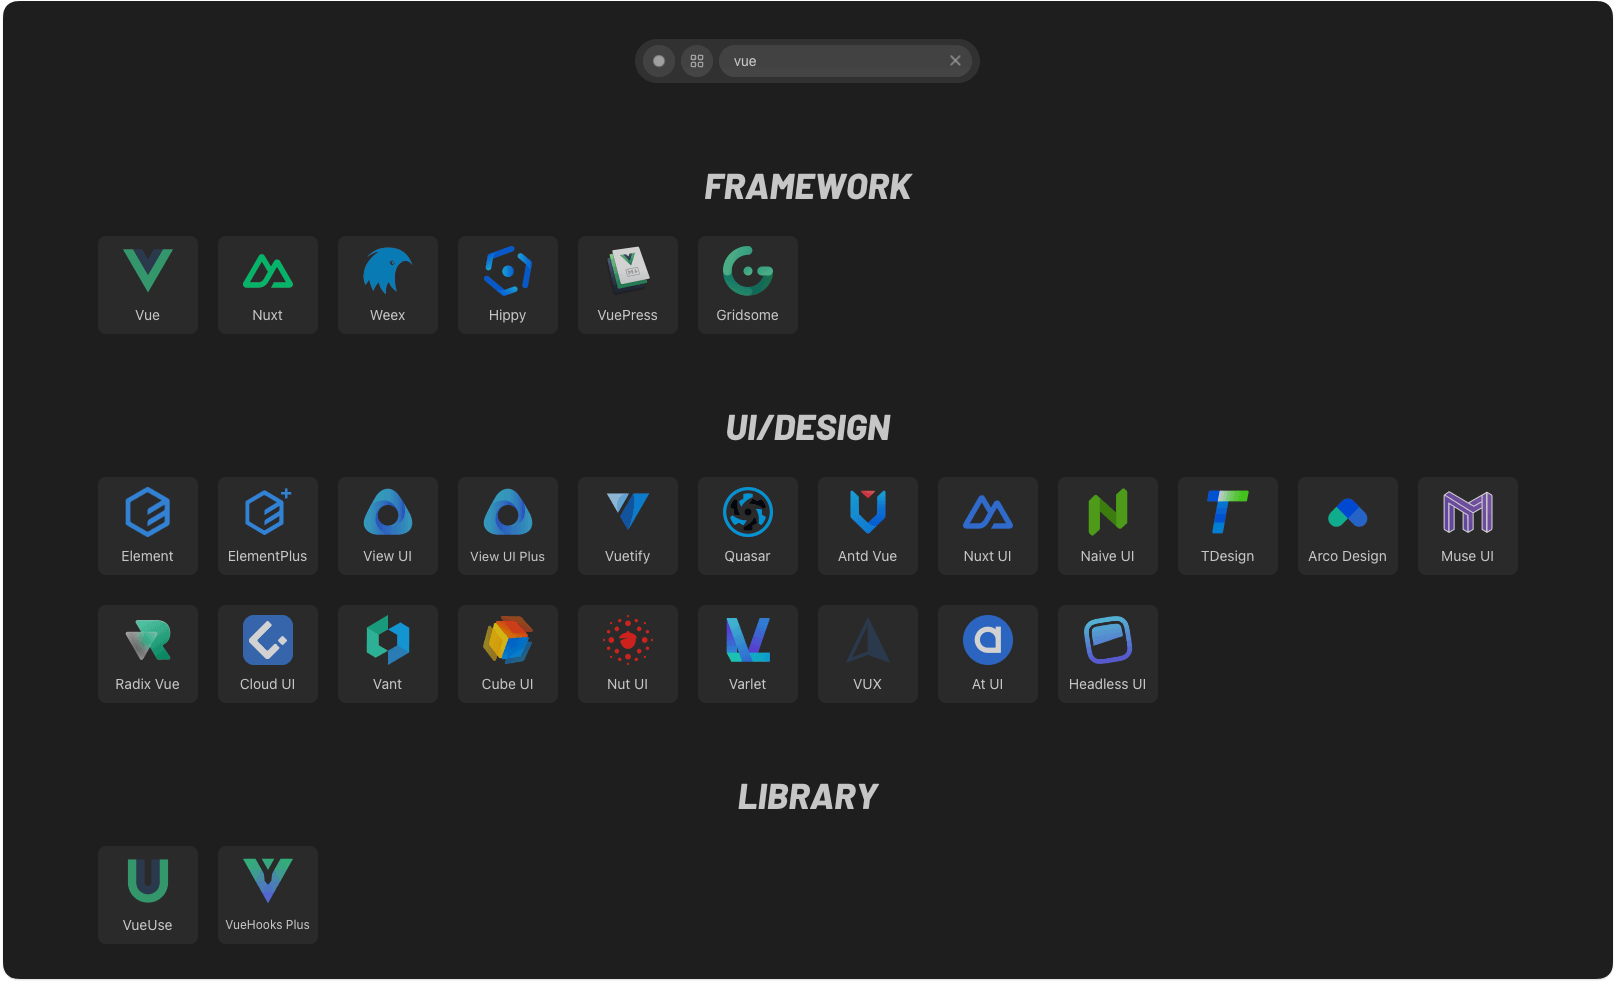 vue
FRAMEWORK
Vue
Nuxt
Weex
Hippy
VuePress
Gridsome
UI/DESIGN
Element
ElementPlus
View UI
View UI Plus
Vuetify
Quasar
Antd Vue
Nuxt UI
Naive UI
TDesign
Arco Design
Muse UI
Radix Vue
Cloud UI
Vant
Cube UI
Nut UI
Varlet
VUX
At UI
Headless UI
LIBRARY
VueUse
VueHooks Plus